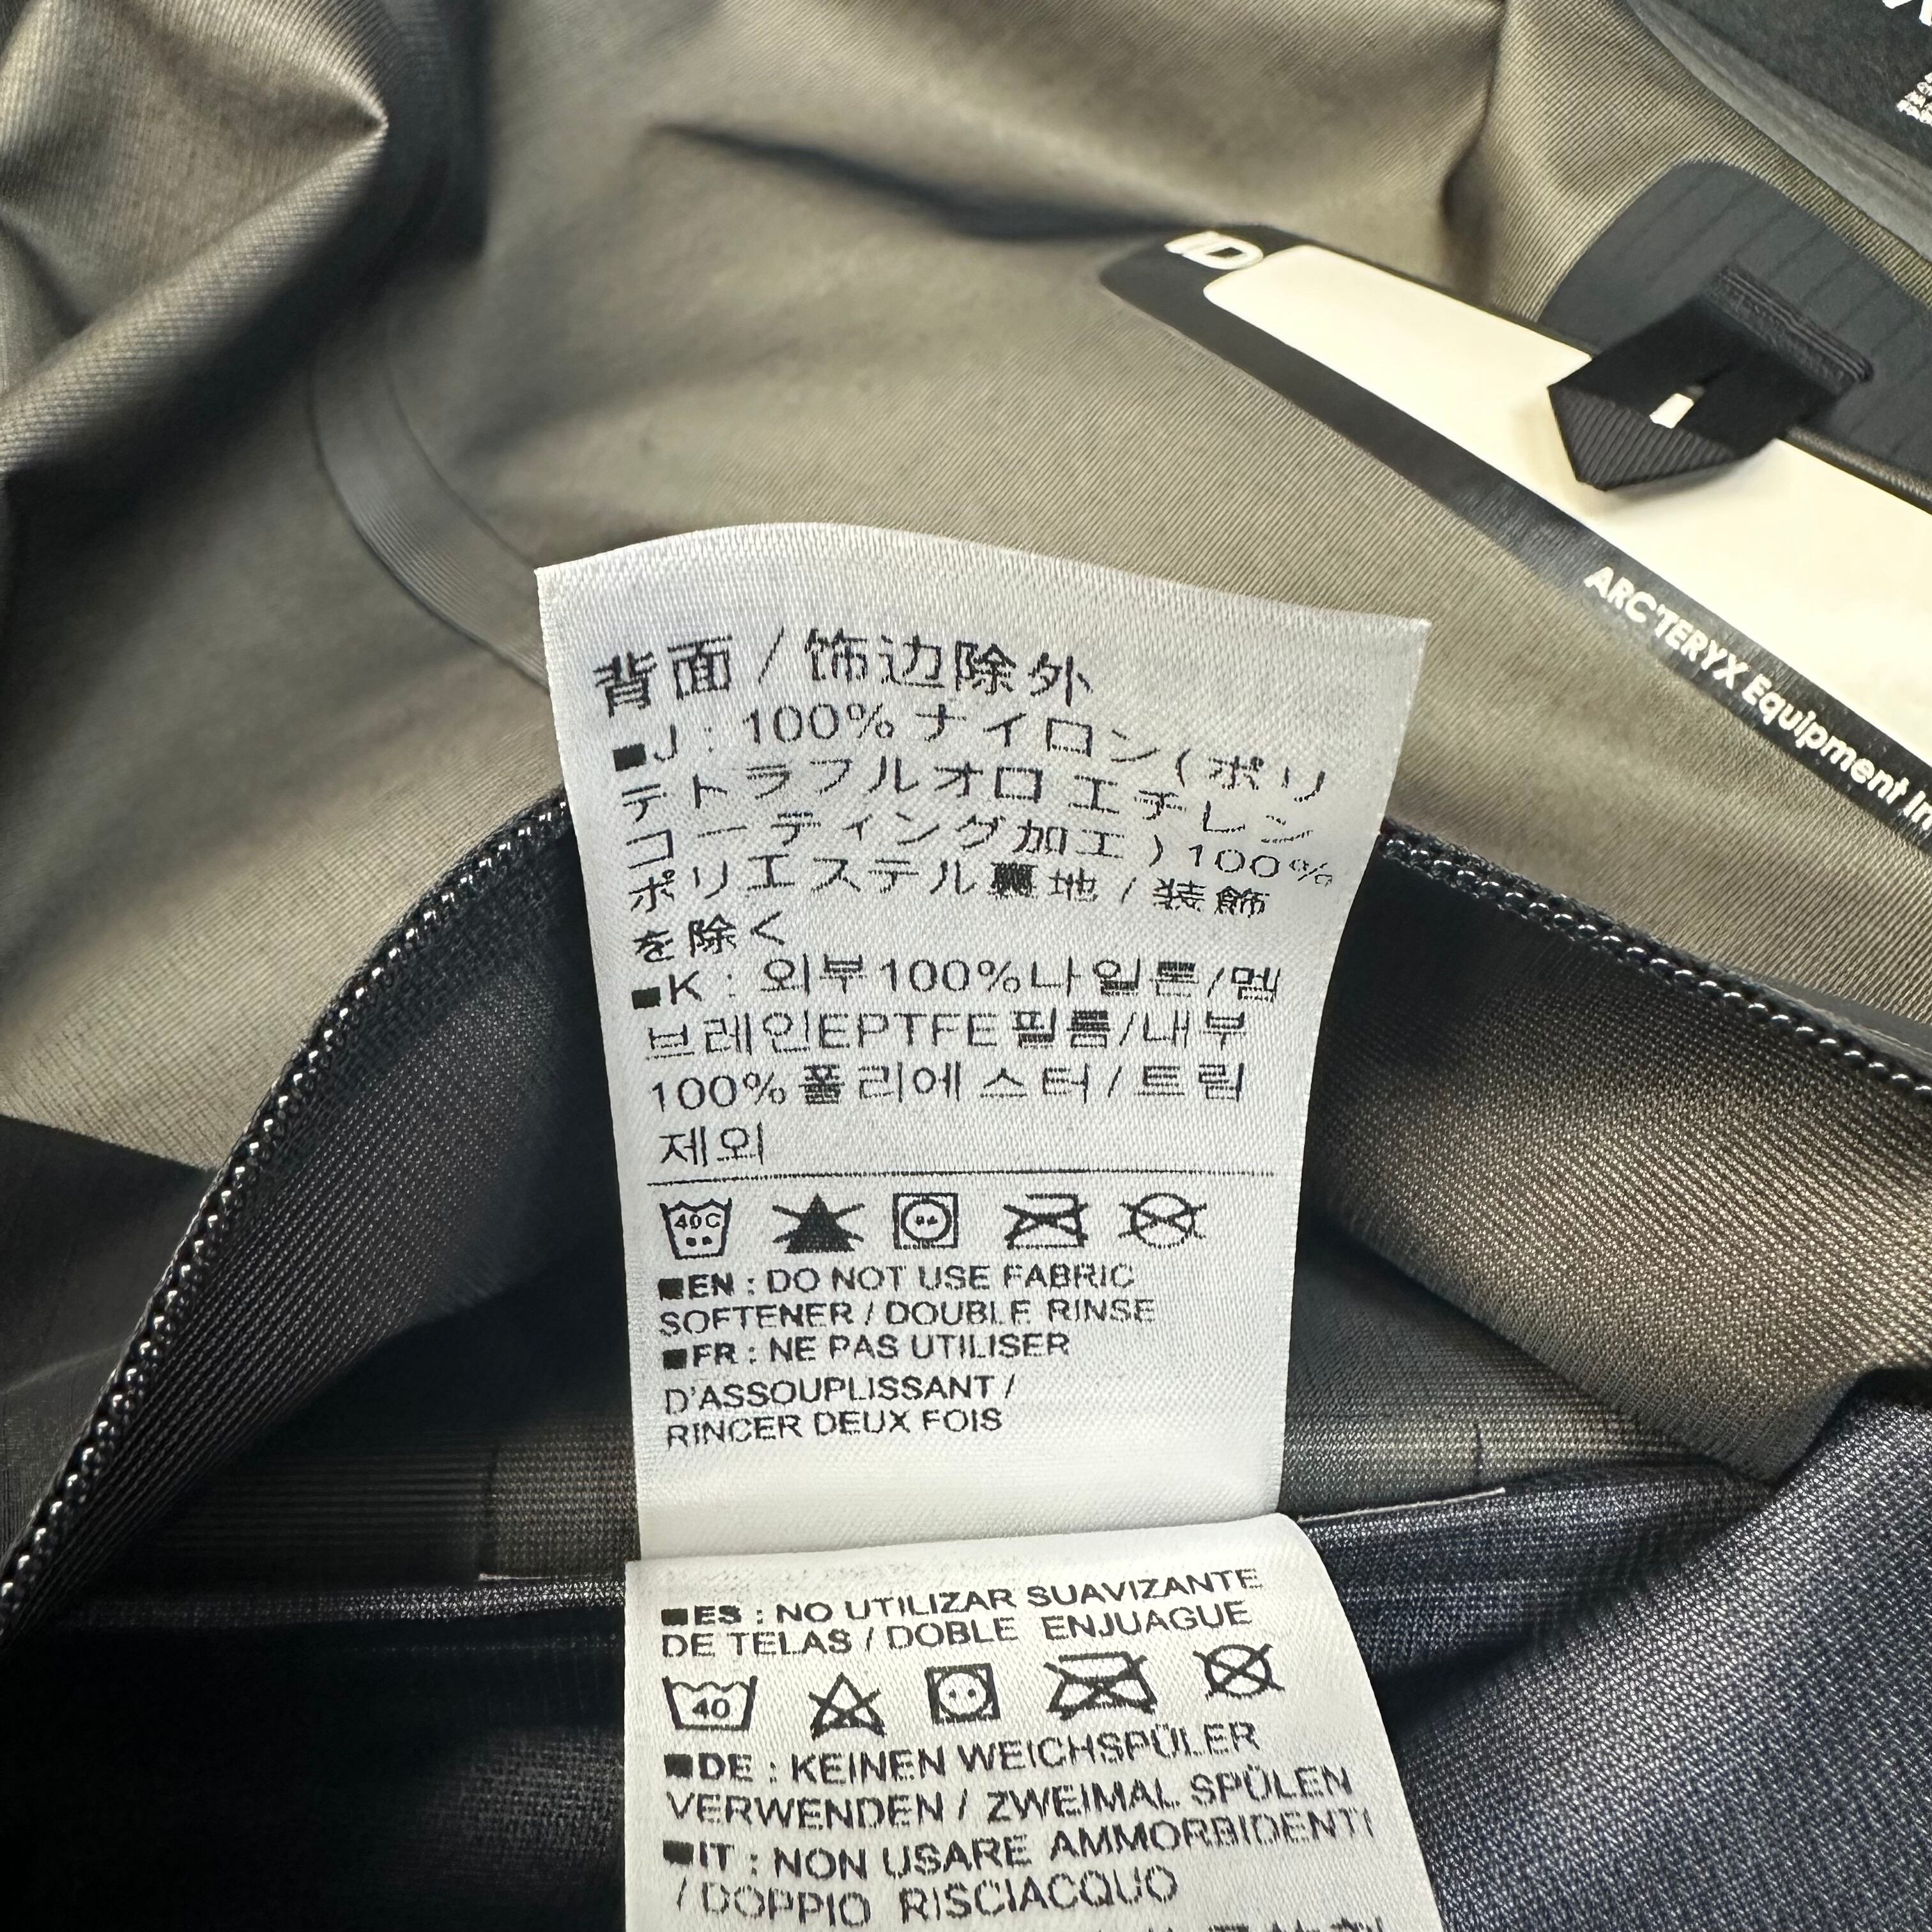 ID
ARC'TERYX Equipment
背面 / 饰边除外
■J : 100% ナイロン ( ポリ
テトラフルオロ エチレン
コーティング加工 ) 100%
ポリエステル裏地 / 装飾
を除く
■K : 외부100%나일론/멤
브레인EPTFE필름/내부
100%폴리에스터/트림
제외
40C
■EN : DO NOT USE FABRIC
SOFTENER / DOUBLE RINSE
■FR : NE PAS UTILISER
D'ASSOUPLISSANT /
RINCER DEUX FOIS
■ES : NO UTILIZAR SUAVIZANTE
DE TELAS / DOBLE ENJUAGUE
40
■DE : KEINEN WEICHSPÜLER
VERWENDEN / ZWEIMAL SPÜLEN
■IT : NON USARE AMMORBIDENTI
/ DOPPIO RISCIACQUO